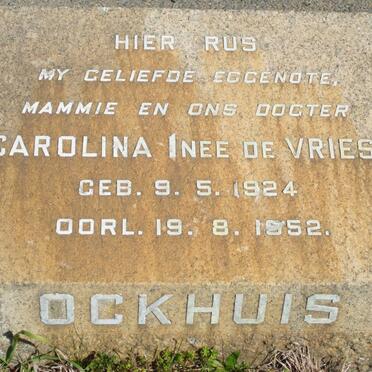 HIER RUS
MY GELIEFDE EGGENOTE,
MAMMIE EN ONS DOGTER
CAROLINA INEE DE VRIES
GEB. 9. 5. 1924
OORL. 19. 8. 1952.
OCKHUIS